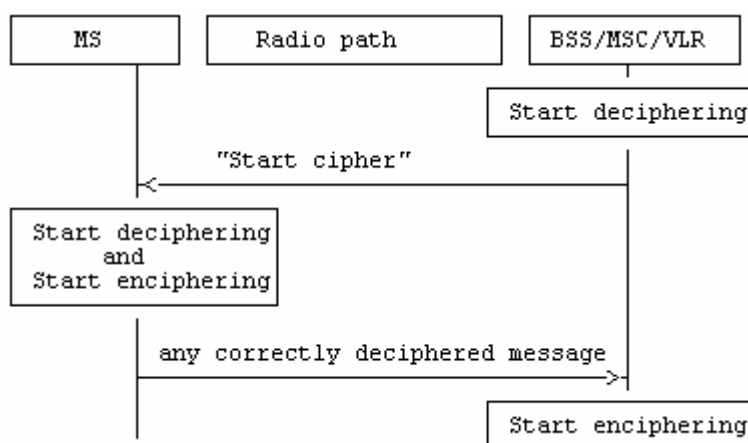 MS
Radio path
BSS/MSC/VLR
Start deciphering
"Start cipher"
Start deciphering
and
Start enciphering
any correctly deciphered message
Start enciphering